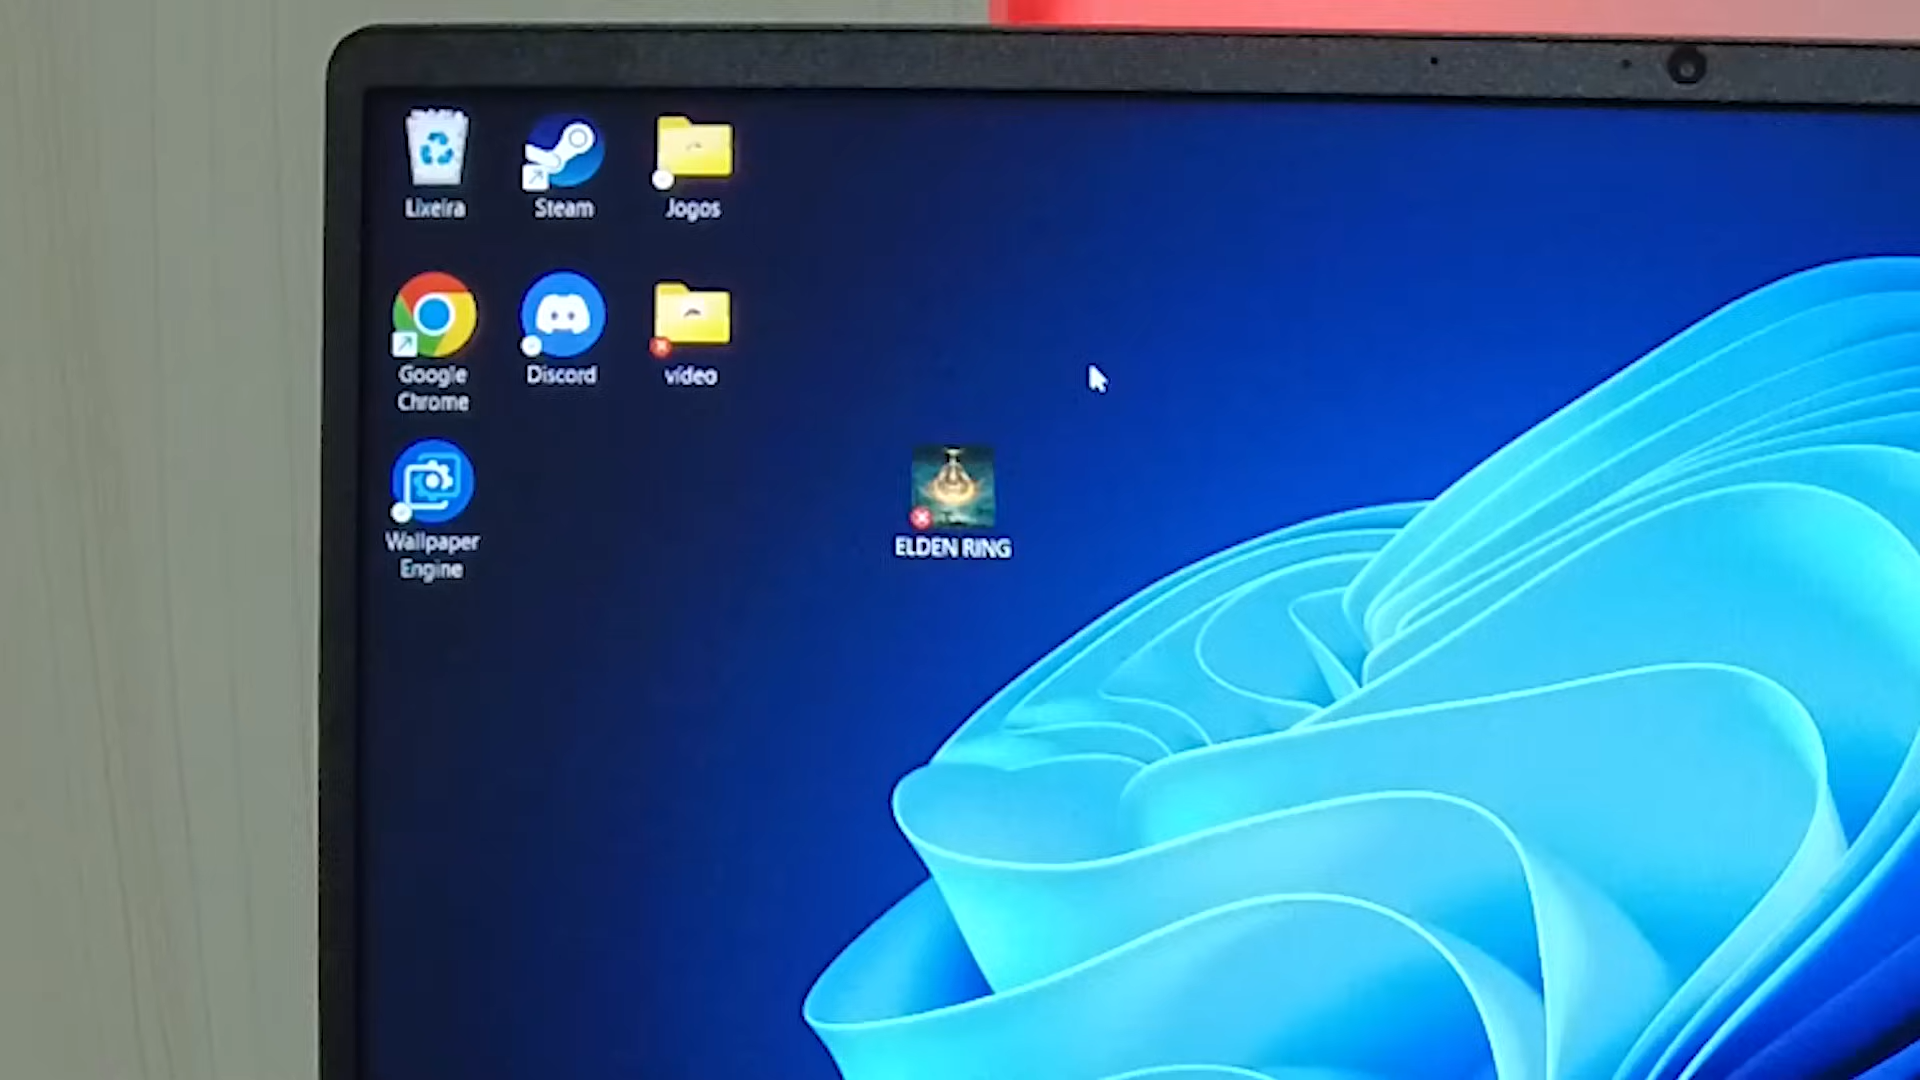 Lixeira
Steam
Jogos
Google
Chrome
Discord
vídeo
Wallpaper
Engine
ELDEN RING